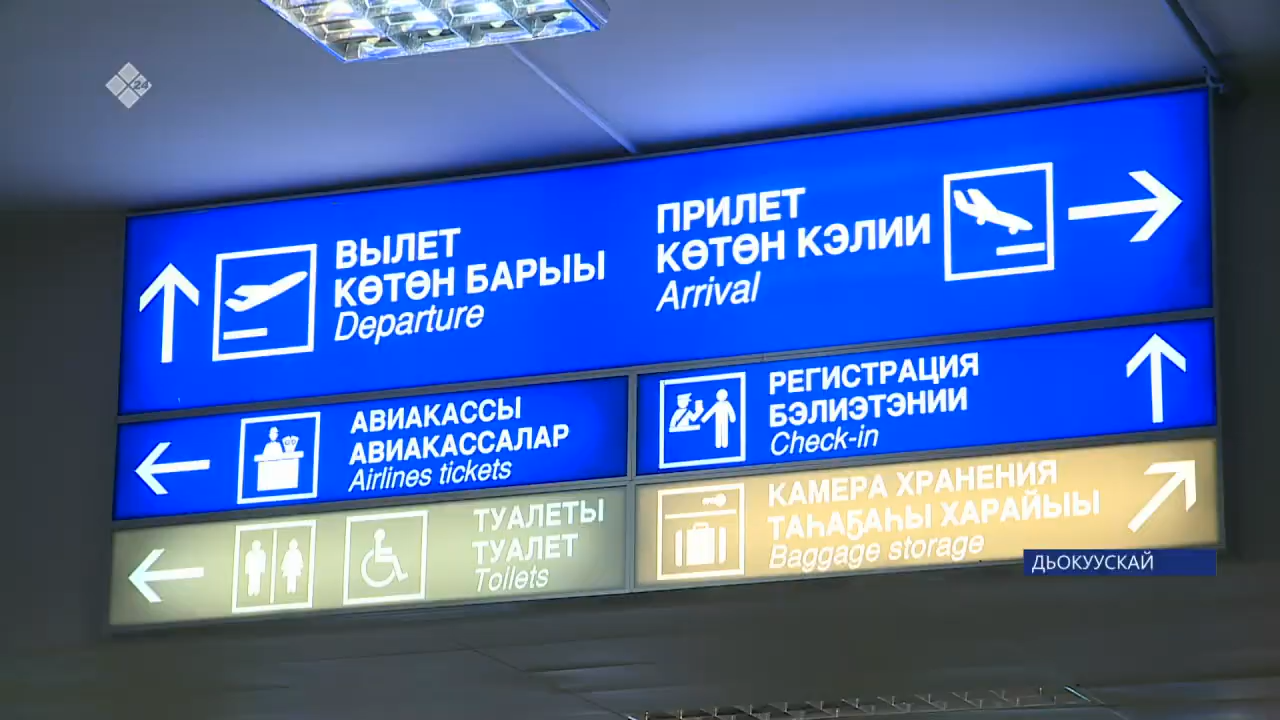 24
ВЫЛЕТ
КӨТӨН БАРЫЫ
Departure
ПРИЛЕТ
КӨТӨН КЭЛИИ
Arrival
АВИАКАССЫ
АВИАКАССАЛАР
Airlines tickets
РЕГИСТРАЦИЯ
БЭЛИЭТЭНИИ
Check-in
ТУАЛЕТЫ
ТУАЛЕТ
Toilets
КАМЕРА ХРАНЕНИЯ
ТАҺАҔАҺЫ ХАРАЙЫЫ
Baggage storage
ДЬОКУУСКАЙ